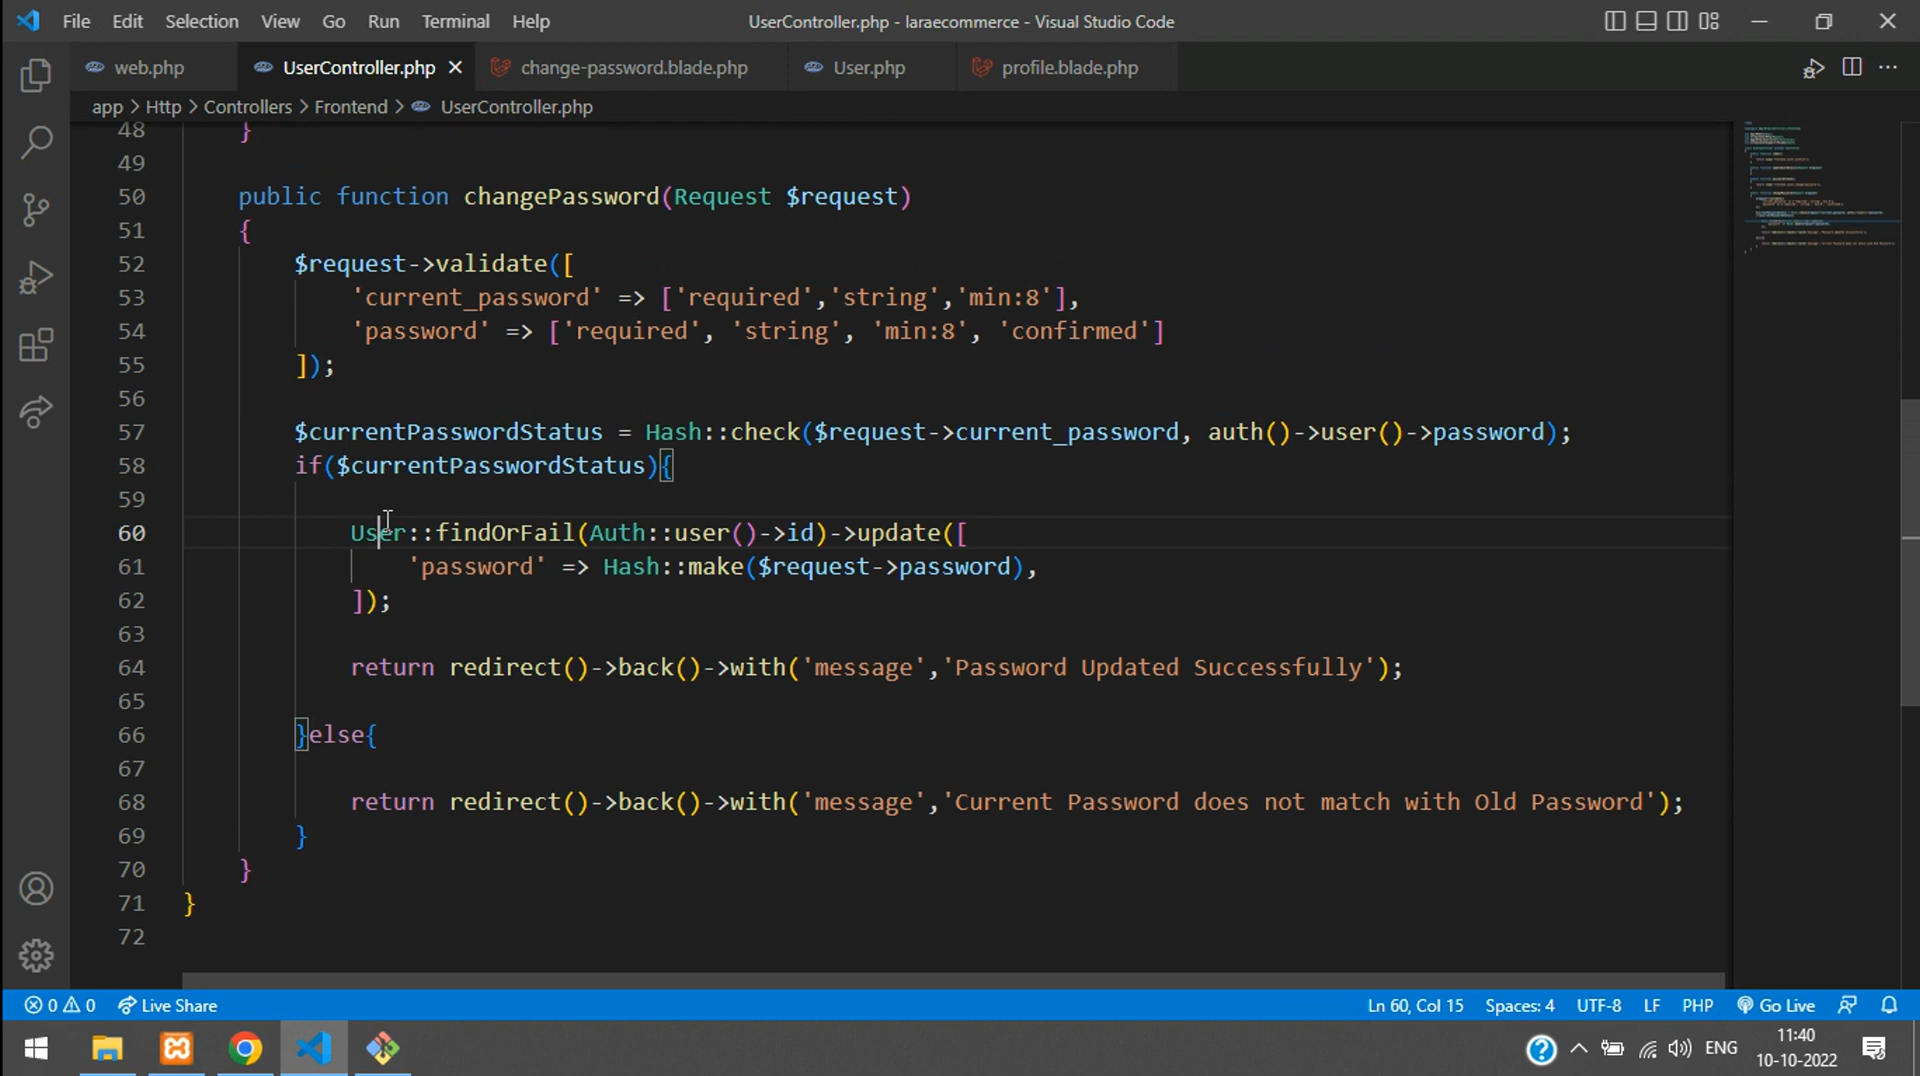 File Edit Selection View Go Run Terminal Help UserController.php - laraecommerce - Visual Studio Code
web.php UserController.php change-password.blade.php User.php profile.blade.php
app > Http > Controllers > Frontend > UserController.php
48 }
49
50 public function changePassword(Request $request)
51 {
52 $request->validate([
53 'current_password' => ['required','string','min:8'],
54 'password' => ['required', 'string', 'min:8', 'confirmed']
55 ]);
56
57 $currentPasswordStatus = Hash::check($request->current_password, auth()->user()->password);
58 if($currentPasswordStatus){
59
60 User::findOrFail(Auth::user()->id)->update([
61 'password' => Hash::make($request->password),
62 ]);
63
64 return redirect()->back()->with('message','Password Updated Successfully');
65
66 }else{
67
68 return redirect()->back()->with('message','Current Password does not match with Old Password');
69 }
70 }
71 }
72
0 0 Live Share Ln 60, Col 15 Spaces: 4 UTF-8 LF PHP Go Live
ENG 11:40
10-10-2022